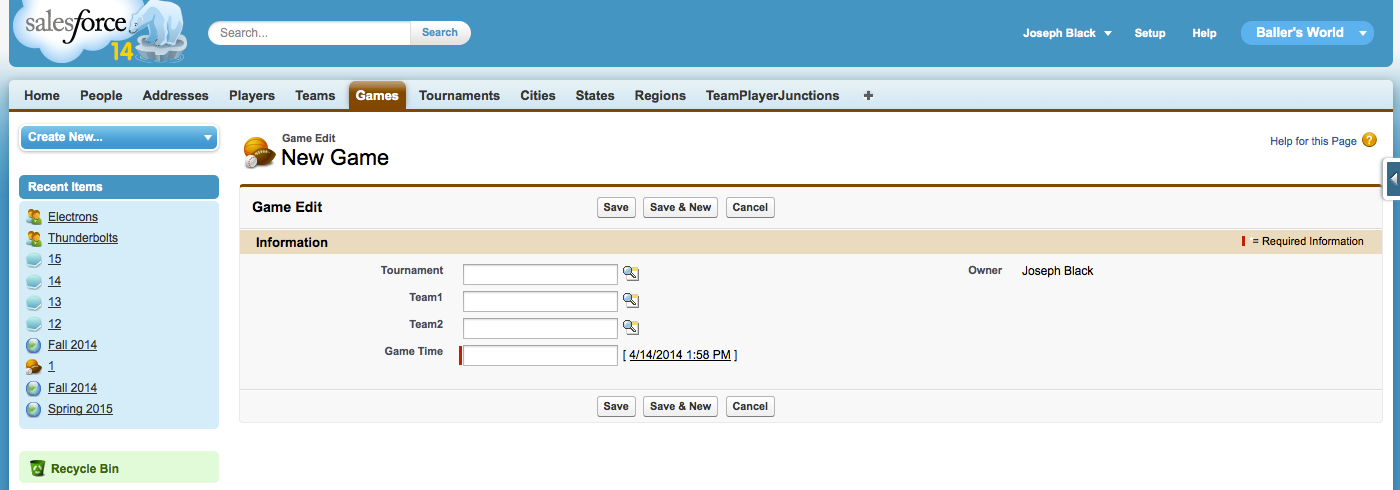 salesforce
14
Search...
Search
Joseph Black
Setup
Help
Baller's World
Home People Addresses Players Teams Games Tournaments Cities States Regions TeamPlayerJunctions +
Create New...
Recent Items
Electrons
Thunderbolts
15
14
13
12
Fall 2014
1
Fall 2014
Spring 2015
Recycle Bin
Game Edit
New Game
Help for this Page ?
Game Edit
Save Save & New Cancel
Information
= Required Information
Tournament
Owner Joseph Black
Team1
Team2
Game Time
[ 4/14/2014 1:58 PM ]
Save Save & New Cancel